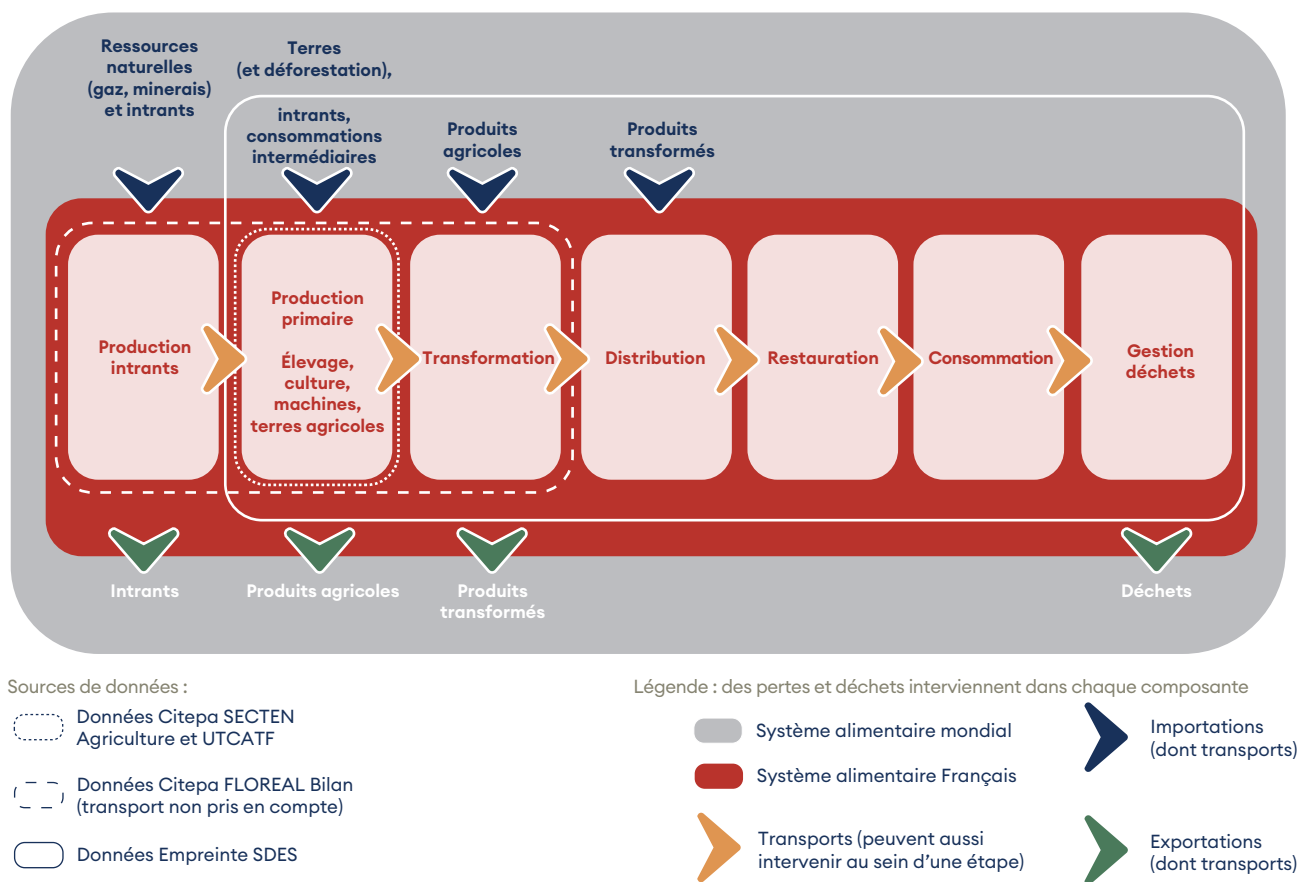 Ressources
naturelles
(gaz, minerais)
et intrants
Terres
(et déforestation),
intrants,
consommations
intermédiaires
Produits
agricoles
Produits
transformés
Production
intrants
Production
primaire
Élevage,
culture,
machines,
terres agricoles
Transformation
Distribution
Restauration
Consommation
Gestion
déchets
Intrants
Produits agricoles
Produits
transformés
Déchets
Sources de données :
Données Citepa SECTEN
Agriculture et UTCATF
Données Citepa FLOREAL Bilan
(transport non pris en compte)
Données Empreinte SDES
Légende : des pertes et déchets interviennent dans chaque composante
Système alimentaire mondial
Système alimentaire Français
Transports (peuvent aussi
intervenir au sein d'une étape)
Importations
(dont transports)
Exportations
(dont transports)